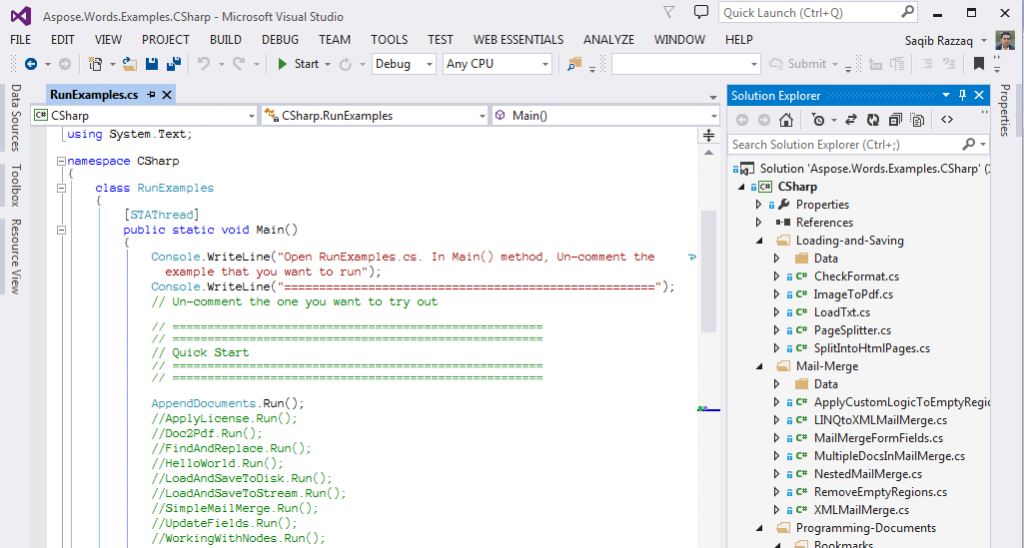 Aspose.Words.Examples.CSharp - Microsoft Visual Studio
Quick Launch (Ctrl+Q)
FILE EDIT VIEW PROJECT BUILD DEBUG TEAM TOOLS TEST WEB ESSENTIALS ANALYZE WINDOW HELP
Saqib Razzaq
Start Debug Any CPU Submant
Data Sources
Toolbox
Resource View
RunExamples.cs
C# CSharp CSharp.RunExamples Main()
using System.Text;
namespace CSharp
{
class RunExamples
{
[STAThread]
public static void Main()
{
Console.WriteLine("Open RunExamples.cs. In Main() method, Un-comment the
example that you want to run");
Console.WriteLine("=====================================================");
// Un-comment the one you want to try out
// =====================================================
// =====================================================
// Quick Start
// =====================================================
// =====================================================
AppendDocuments.Run();
//ApplyLicense.Run();
//Doc2Pdf.Run();
//FindAndReplace.Run();
//HelloWorld.Run();
//LoadAndSaveToDisk.Run();
//LoadAndSaveToStream.Run();
//SimpleMailMerge.Run();
//UpdateFields.Run();
//WorkingWithNodes.Run();
Solution Explorer
Search Solution Explorer (Ctrl+;)
Solution 'Aspose.Words.Examples.CSharp' (
C# CSharp
Properties
References
Loading-and-Saving
Data
C# CheckFormat.cs
C# ImageToPdf.cs
C# LoadTxt.cs
C# PageSplitter.cs
C# SplitIntoHtmlPages.cs
Mail-Merge
Data
C# ApplyCustomLogicToEmptyRegi
C# LINQtoXMLMailMerge.cs
C# MailMergeFormFields.cs
C# MultipleDocsInMailMerge.cs
C# NestedMailMerge.cs
C# RemoveEmptyRegions.cs
C# XMLMailMerge.cs
Programming-Documents
Bookmarks
Properties